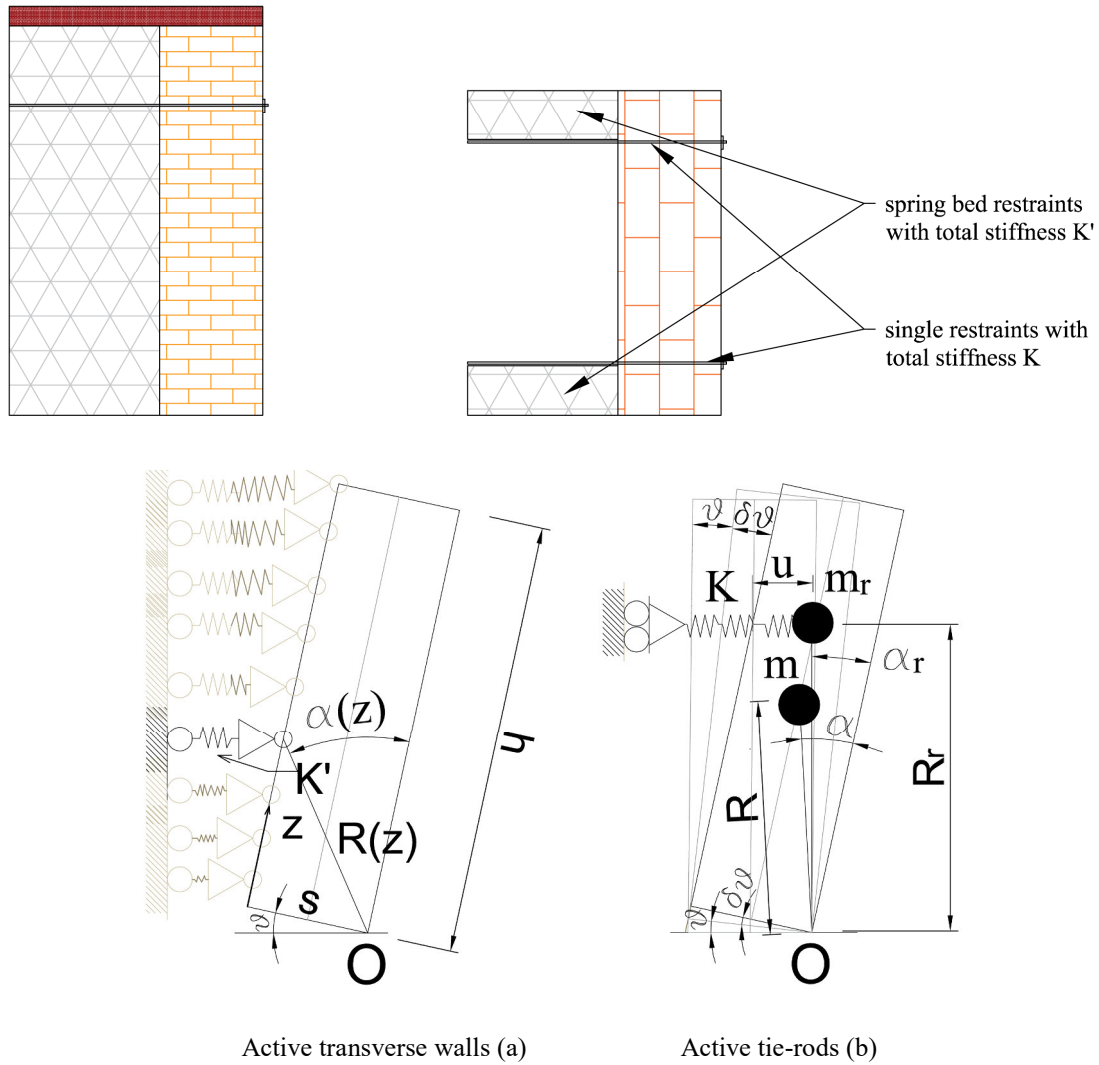 spring bed restraints
with total stiffness K'
single restraints with
total stiffness K
α(z)
h
K'
z
R(z)
s
ϑ
O
ϑ
δϑ
u
K
mr
m
αr
α
R
Rr
ϑ
δϑ
O
Active transverse walls (a)
Active tie-rods (b)